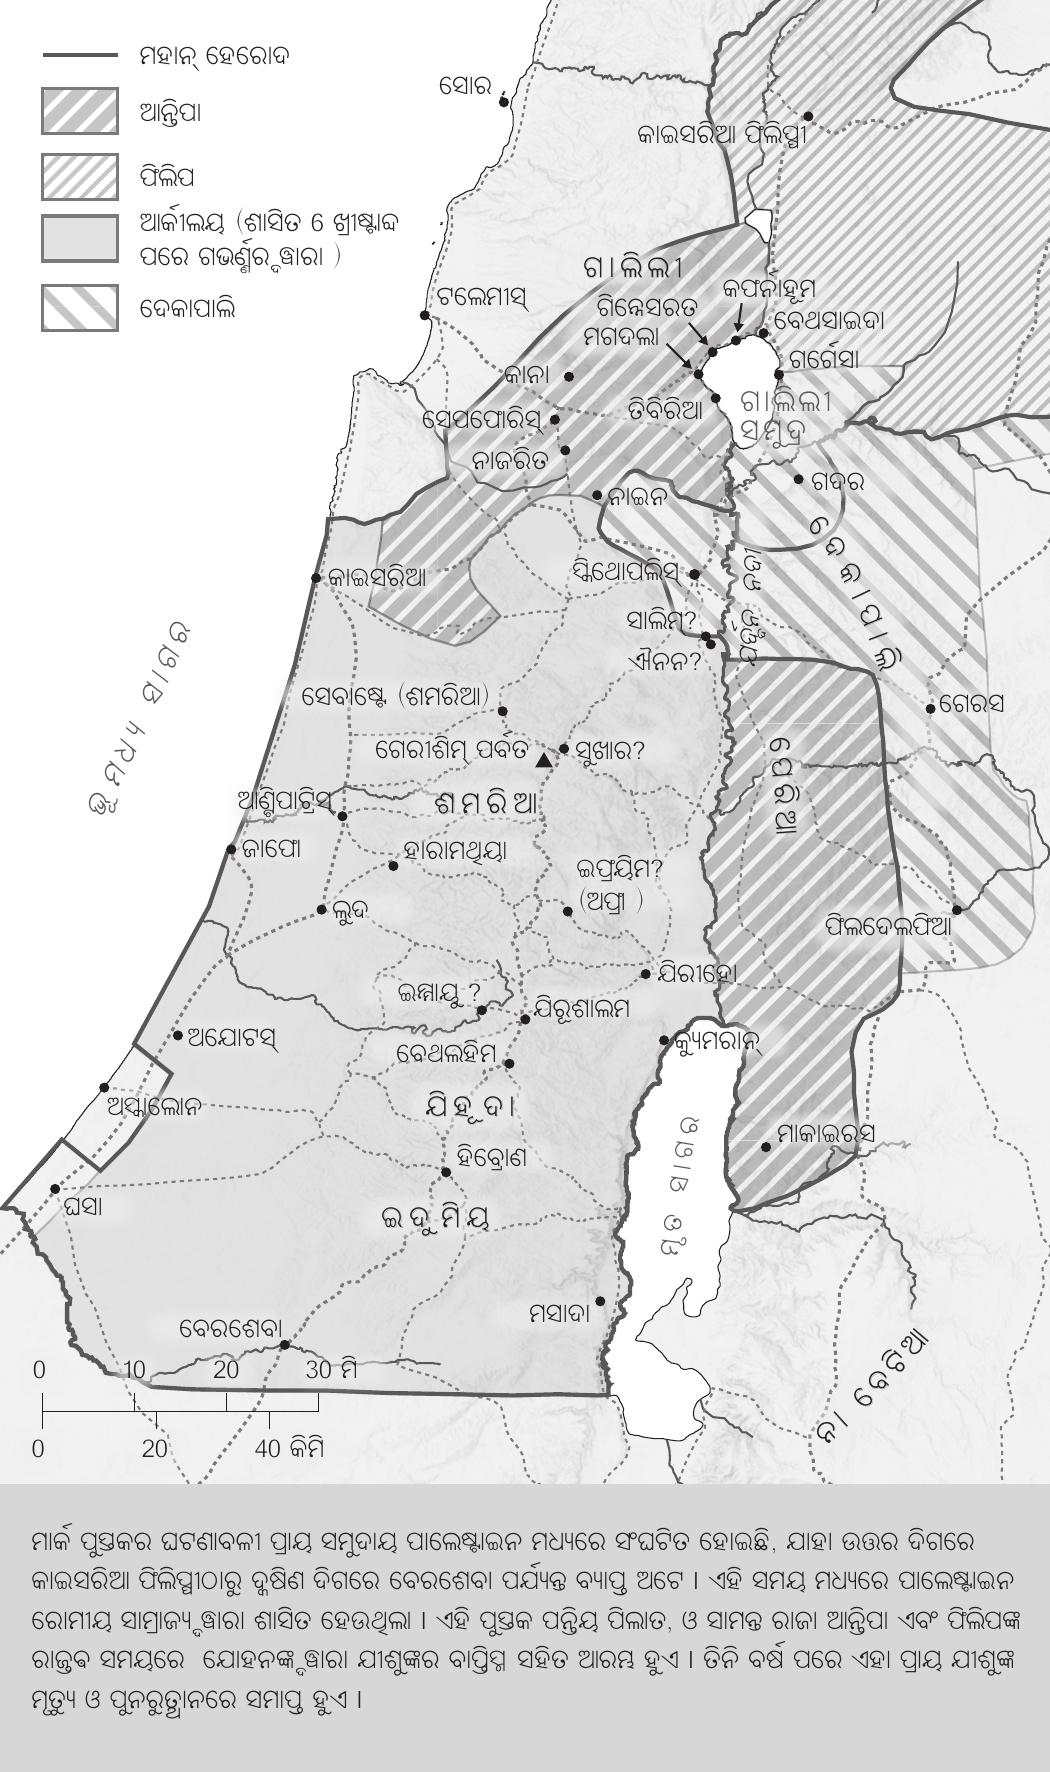 ମହାନ୍ ହେରୋଦ
ଆନ୍ତିପା
ଫିଲିପ
ଆର୍କୀଲୟ (ଶାସିତ 6 ଖ୍ରୀଷ୍ଟାବ୍ଦ
ପରେ ଗଭର୍ଣ୍ଣରଦ୍ୱାରା )
ଦେକାପାଲି
ସୋର
କାଇସରିଆ ଫିଲିପ୍ପୀ
ଗାଲିଲୀ
କଫର୍ନାହୂମ
ଗିନ୍ନେସରତ
ବେଥସାଇଦା
ମଗଦଲା
ଗର୍ଗେସା
ଟଲେମୀସ୍
କାନା
ତିବିରିଆ
ଗାଲିଲୀ
ସମୁଦ୍ର
ସେପଫୋରିସ୍
ନାଜରିତ
ନାଇନ
ଗଦର
ଦେକାପାଲି
ଯର୍ଦ୍ଦନ ନଦୀ
କାଇସରିଆ
ସ୍କିଥୋପଲିସ୍
ସାଲିମ?
ଐନନ?
ଭୂମଧ୍ୟ ସାଗର
ସେବାଷ୍ଟେ (ଶମରିଆ)
ଗେରସ
ଗେରୀଶିମ୍ ପର୍ବତ
ସୁଖାର?
ପେରିଆ
ଆଣ୍ଟିପାଟ୍ରିସ୍
ଶମରିଆ
ଜାଫୋ
ହାରାମଥିୟା
ଇଫ୍ରୟିମ?
(ଅଫ୍ରା )
ଲୁଦ
ଫିଲଦେଲଫିଆ
ଯିରୀହୋ
ଇମ୍ମାୟୁ ?
ଯିରୂଶାଲମ
ଅଯୋଟସ୍
କ୍ୟୁମରାନ୍
ବେଥଲହିମ
ଅସ୍କାଲୋନ
ଯିହୂଦା
ମାକାଇରସ
ହିବ୍ରୋଣ
ମୃତ ସାଗର
ଘସା
ଇଦୁମିୟ
ମସାଦା
ବେରଶେବା
ନାବେଟିଆ
0 10 20 30 ମି
0 20 40 କିମି
ମାର୍କ ପୁସ୍ତକର ଘଟଣାବଳୀ ପ୍ରାୟ ସମୁଦାୟ ପାଲେଷ୍ଟାଇନ ମଧ୍ୟରେ ସଂଘଟିତ ହୋଇଛି, ଯାହା ଉତ୍ତର ଦିଗରେ
କାଇସରିଆ ଫିଲିପ୍ପୀଠାରୁ ଦକ୍ଷିଣ ଦିଗରେ ବେରଶେବା ପର୍ଯ୍ୟନ୍ତ ବ୍ୟାପ୍ତ ଅଟେ । ଏହି ସମୟ ମଧ୍ୟରେ ପାଲେଷ୍ଟାଇନ
ରୋମୀୟ ସାମ୍ରାଜ୍ୟଦ୍ୱାରା ଶାସିତ ହେଉଥିଲା । ଏହି ପୁସ୍ତକ ପନ୍ତିୟ ପିଲାତ, ଓ ସାମନ୍ତ ରାଜା ଆନ୍ତିପା ଏବଂ ଫିଲିପଙ୍କ
ରାଜତ୍ଵ ସମୟରେ ଯୋହନଙ୍କଦ୍ୱାରା ଯୀଶୁଙ୍କର ବାପ୍ତିସ୍ମ ସହିତ ଆରମ୍ଭ ହୁଏ । ତିନି ବର୍ଷ ପରେ ଏହା ପ୍ରାୟ ଯୀଶୁଙ୍କ
ମୃତ୍ୟୁ ଓ ପୁନରୁତ୍ଥାନରେ ସମାପ୍ତ ହୁଏ ।